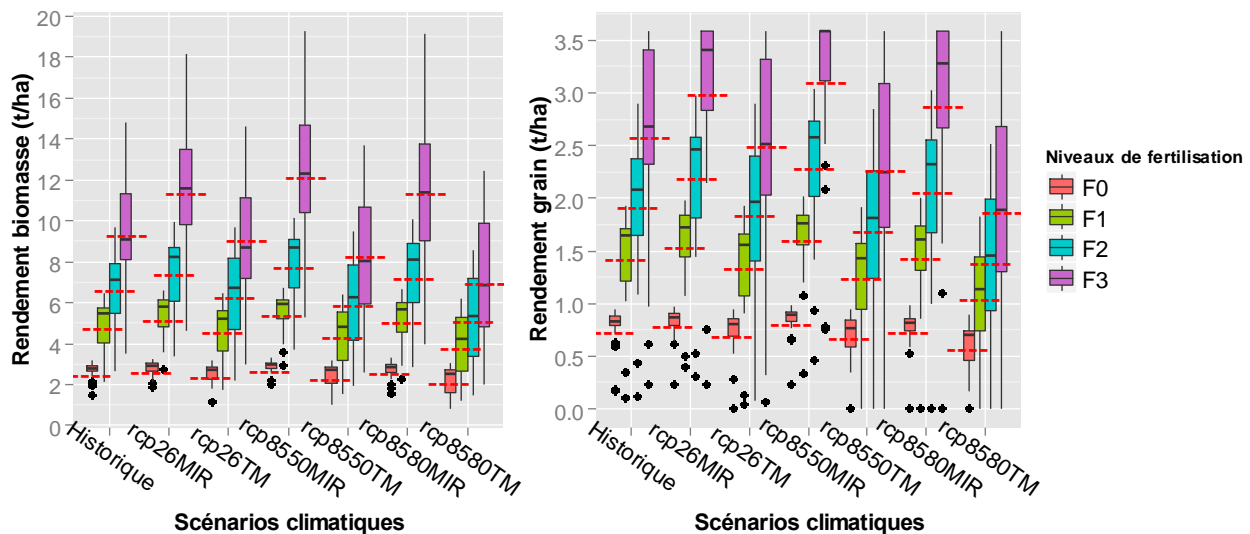 Rendement biomasse (t/ha)
20
18
16
14
12
10
8
6
4
2
0
Historique
rcp26MIR
rcp26TM
rcp8550MIR
rcp8550TM
rcp8580MIR
rcp8580TM
Scénarios climatiques
Rendement grain (t/ha)
3.5
3.0
2.5
2.0
1.5
1.0
0.5
0.0
Historique
rcp26MIR
rcp26TM
rcp8550MIR
rcp8550TM
rcp8580MIR
rcp8580TM
Scénarios climatiques
Niveaux de fertilisation
F0
F1
F2
F3